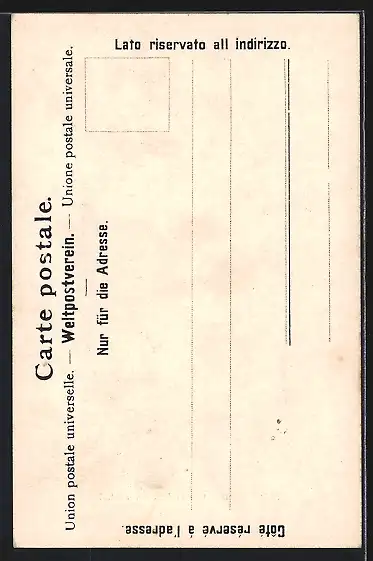 Carte postale.
Union postale universelle. — Weltpostverein. — Unione postale universale.
Nur für die Adresse.
Lato riservato all indirizzo.
Côté réservé á l'adresse.